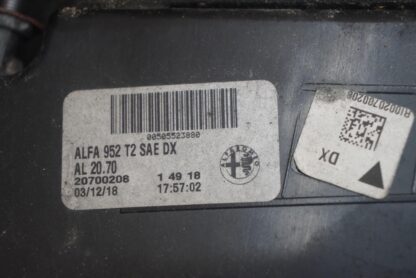 00505523880
ALFA 952 T2 SAE DX
AL 20.70
20700208 1 49 18
03/12/18 17:57:02
DX